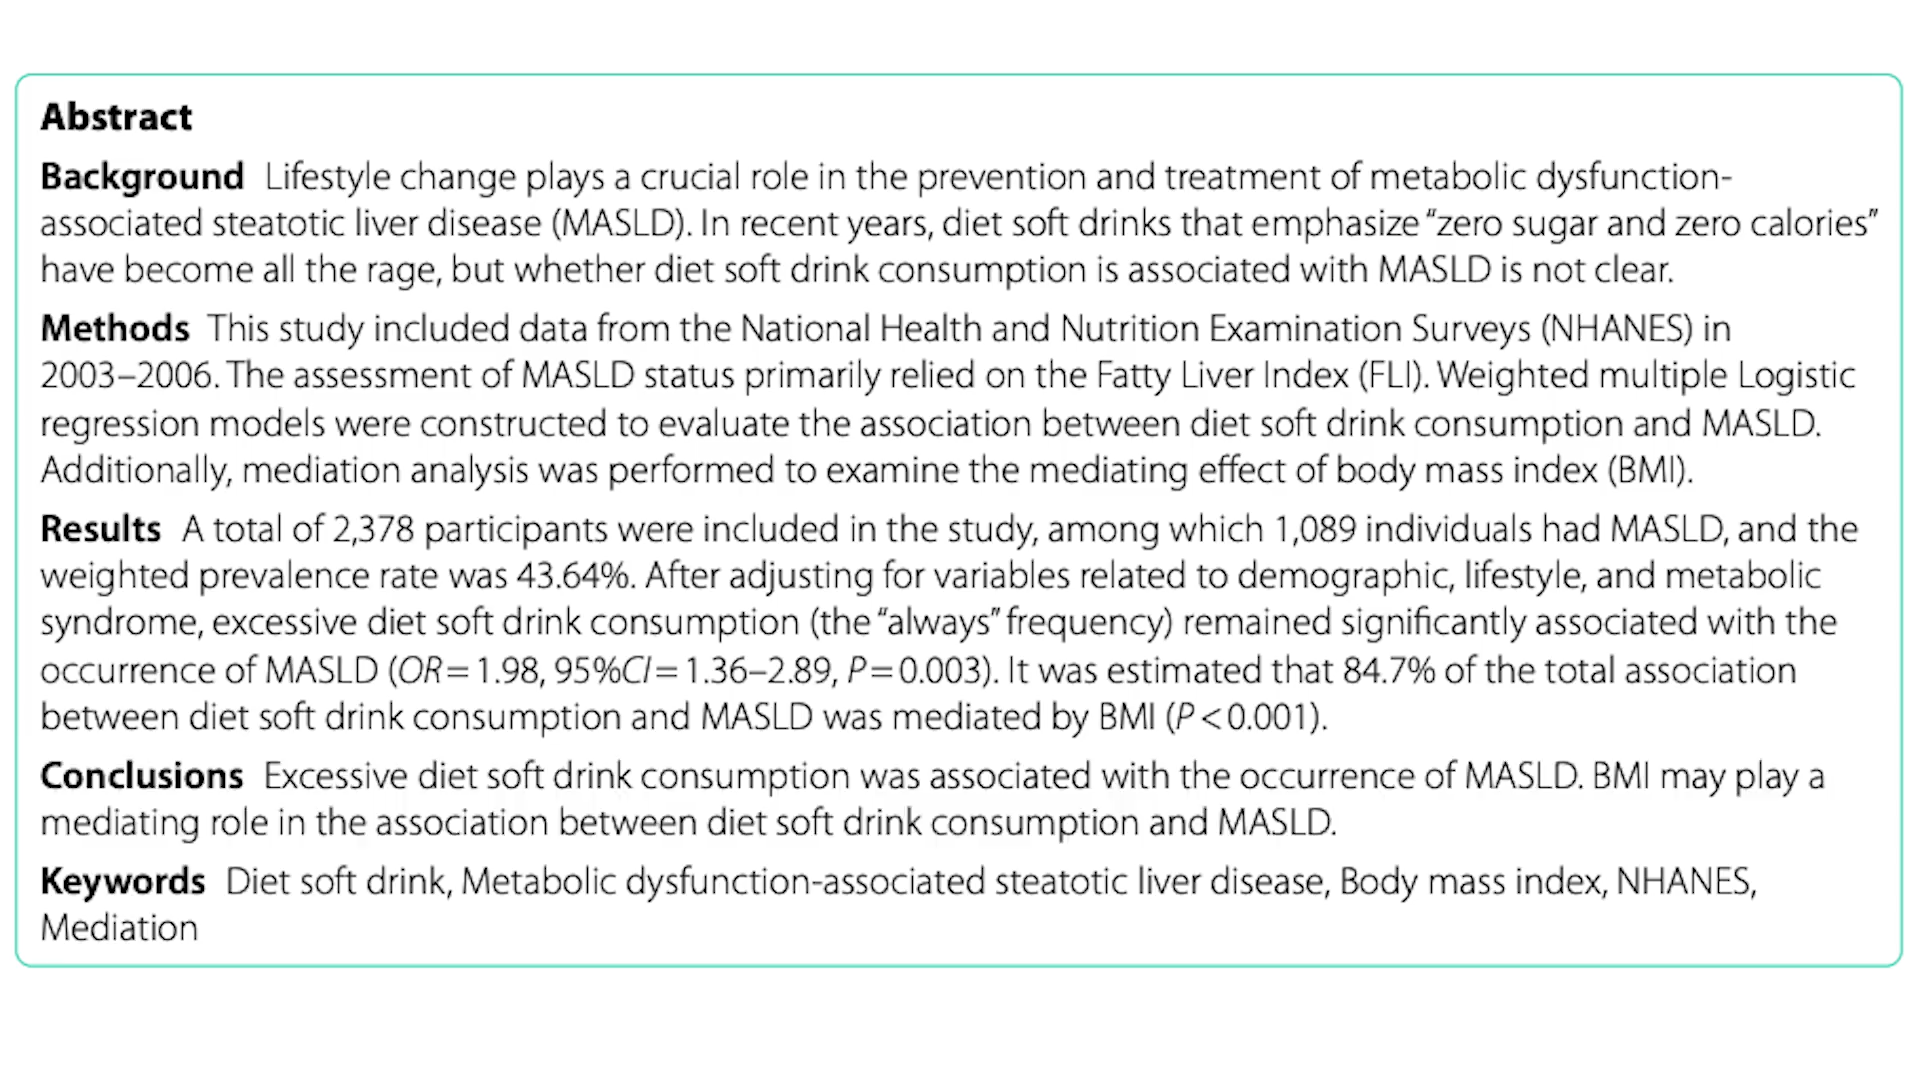 Abstract
Background Lifestyle change plays a crucial role in the prevention and treatment of metabolic dysfunction-
associated steatotic liver disease (MASLD). In recent years, diet soft drinks that emphasize “zero sugar and zero calories”
have become all the rage, but whether diet soft drink consumption is associated with MASLD is not clear.
Methods This study included data from the National Health and Nutrition Examination Surveys (NHANES) in
2003–2006. The assessment of MASLD status primarily relied on the Fatty Liver Index (FLI). Weighted multiple Logistic
regression models were constructed to evaluate the association between diet soft drink consumption and MASLD.
Additionally, mediation analysis was performed to examine the mediating effect of body mass index (BMI).
Results A total of 2,378 participants were included in the study, among which 1,089 individuals had MASLD, and the
weighted prevalence rate was 43.64%. After adjusting for variables related to demographic, lifestyle, and metabolic
syndrome, excessive diet soft drink consumption (the “always” frequency) remained significantly associated with the
occurrence of MASLD (OR = 1.98, 95%CI = 1.36–2.89, P = 0.003). It was estimated that 84.7% of the total association
between diet soft drink consumption and MASLD was mediated by BMI (P < 0.001).
Conclusions Excessive diet soft drink consumption was associated with the occurrence of MASLD. BMI may play a
mediating role in the association between diet soft drink consumption and MASLD.
Keywords Diet soft drink, Metabolic dysfunction-associated steatotic liver disease, Body mass index, NHANES,
Mediation